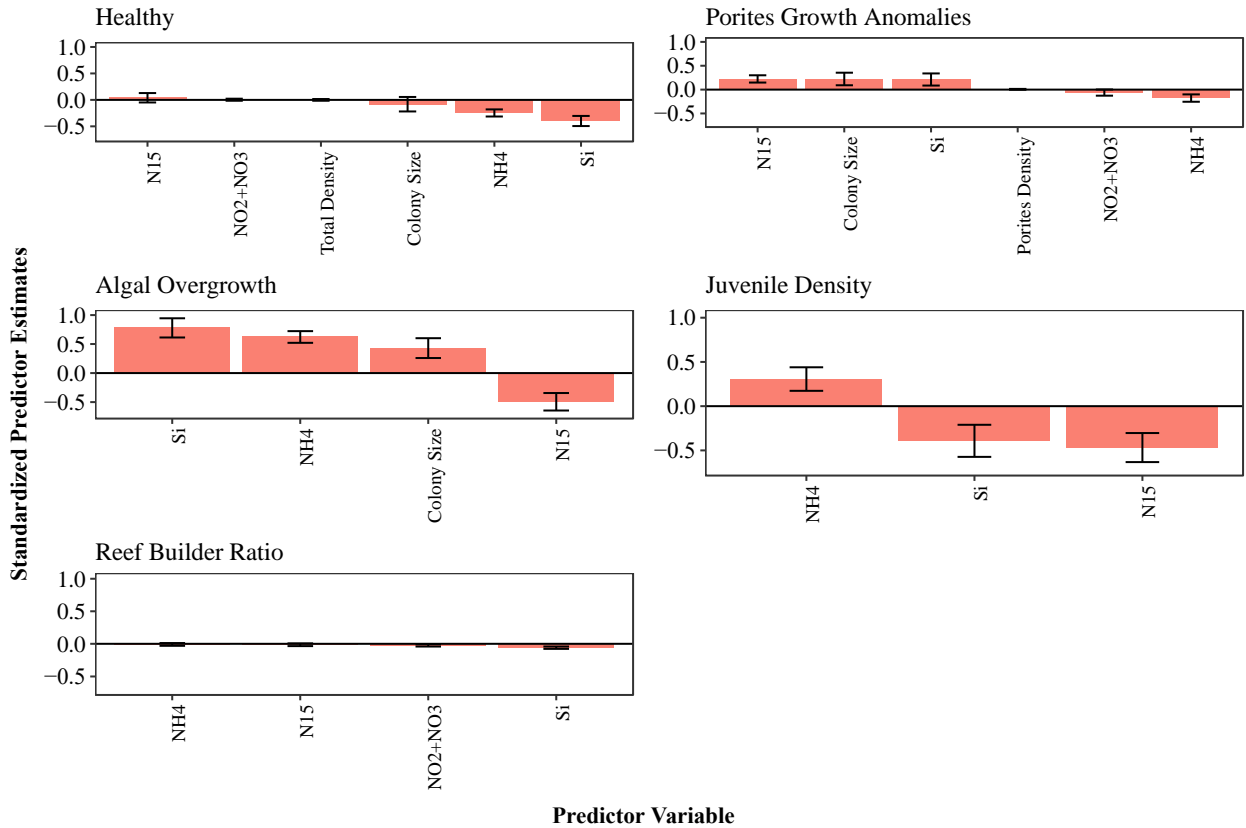 Healthy
1.0
0.5
0.0
−0.5
N15
NO2+NO3
Total Density
Colony Size
NH4
Si
Porites Growth Anomalies
1.0
0.5
0.0
−0.5
N15
Colony Size
Si
Porites Density
NO2+NO3
NH4
Standardized Predictor Estimates
Algal Overgrowth
1.0
0.5
0.0
−0.5
Si
NH4
Colony Size
N15
Juvenile Density
1.0
0.5
0.0
−0.5
NH4
Si
N15
Reef Builder Ratio
1.0
0.5
0.0
−0.5
NH4
N15
NO2+NO3
Si
Predictor Variable